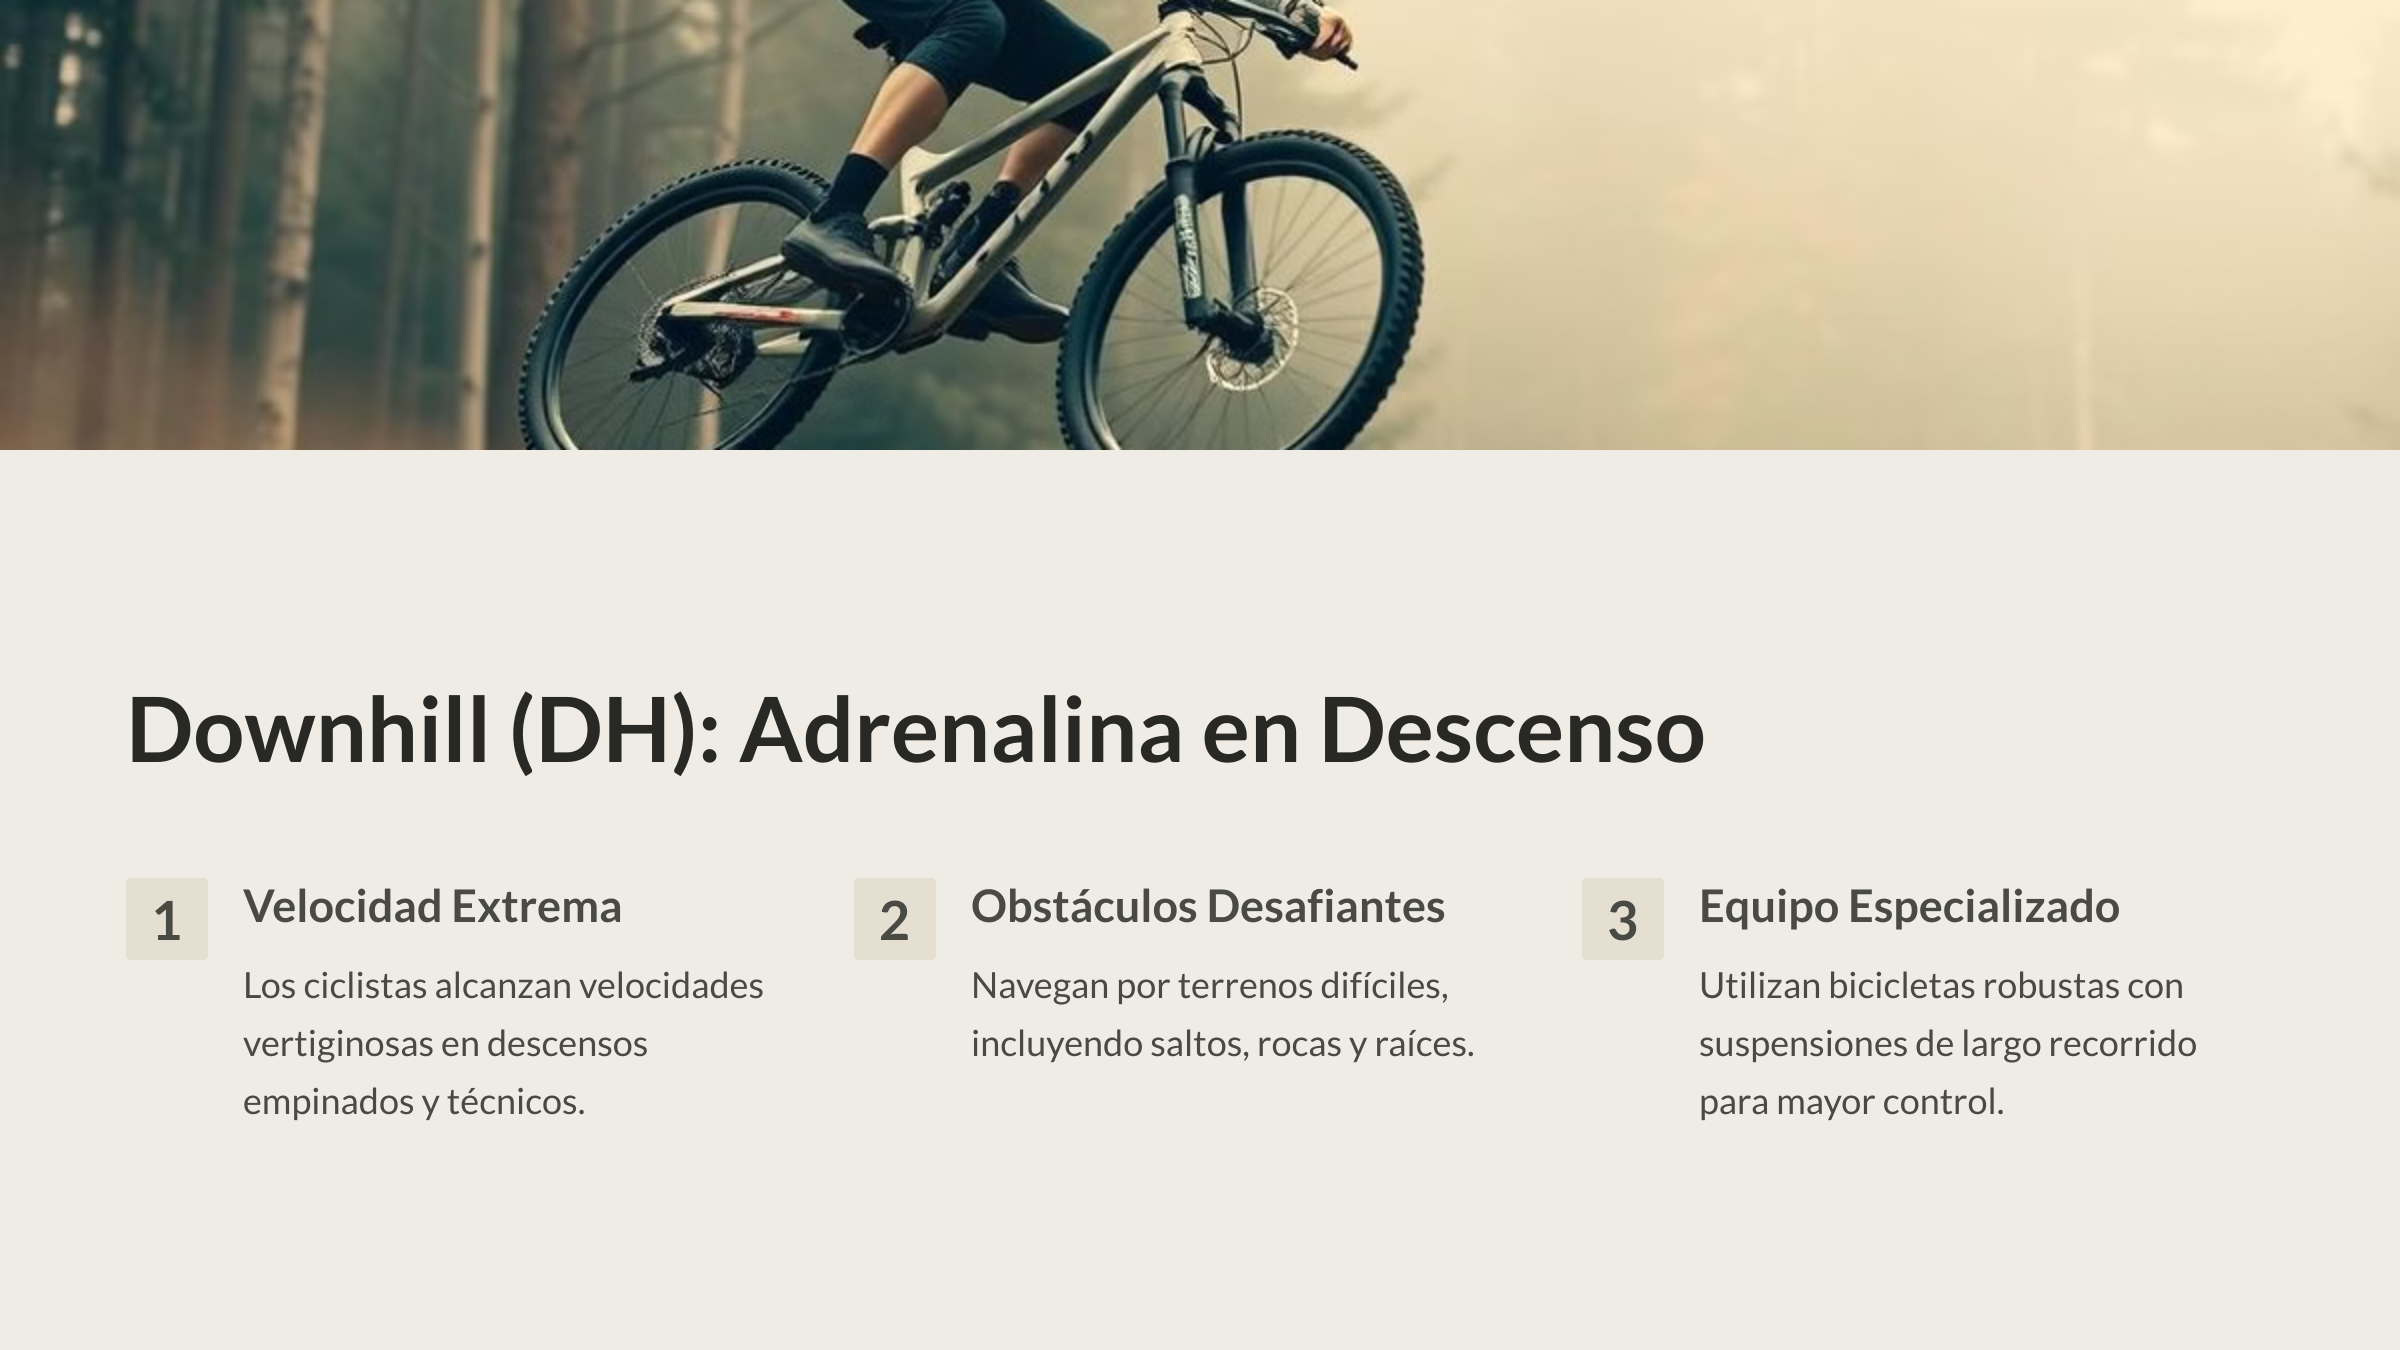 Downhill (DH): Adrenalina en Descenso
1
Velocidad Extrema
Los ciclistas alcanzan velocidades
vertiginosas en descensos
empinados y técnicos.
2
Obstáculos Desafiantes
Navegan por terrenos difíciles,
incluyendo saltos, rocas y raíces.
3
Equipo Especializado
Utilizan bicicletas robustas con
suspensiones de largo recorrido
para mayor control.